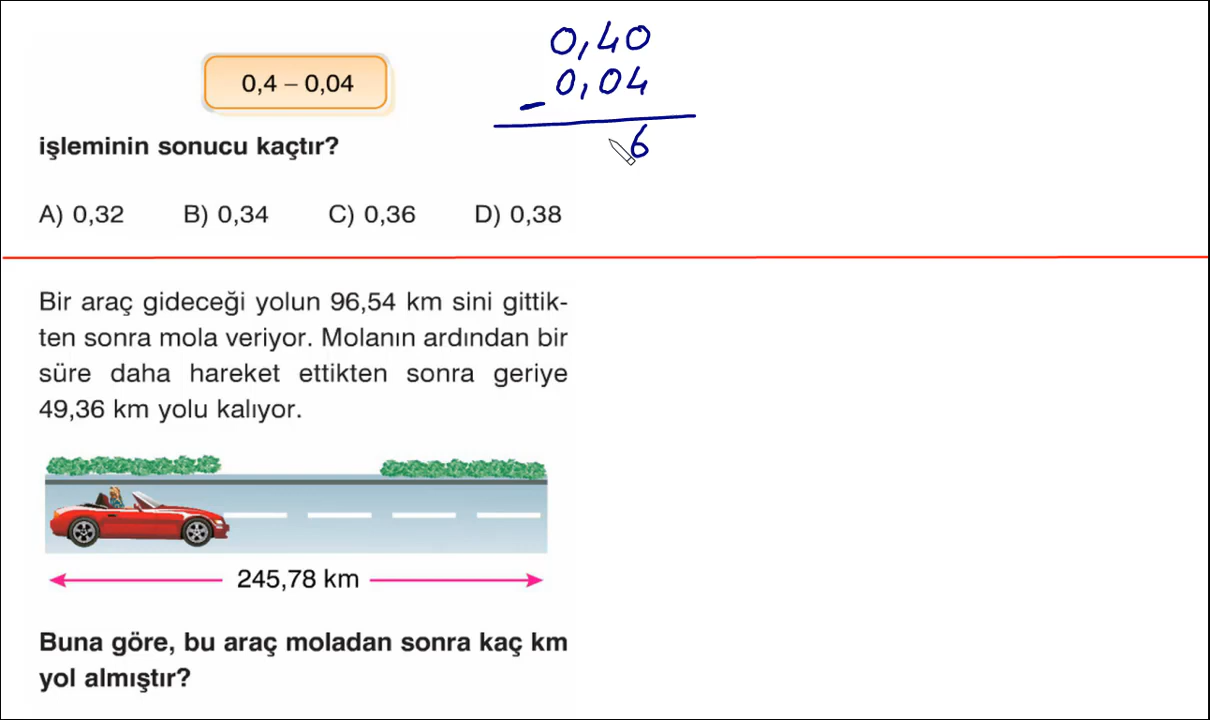 0,4 – 0,04
işleminin sonucu kaçtır?
A) 0,32 B) 0,34 C) 0,36 D) 0,38
0,40
0,04
–
6
Bir araç gideceği yolun 96,54 km sini gittik-
ten sonra mola veriyor. Molanın ardından bir
süre daha hareket ettikten sonra geriye
49,36 km yolu kalıyor.
245,78 km
Buna göre, bu araç moladan sonra kaç km
yol almıştır?